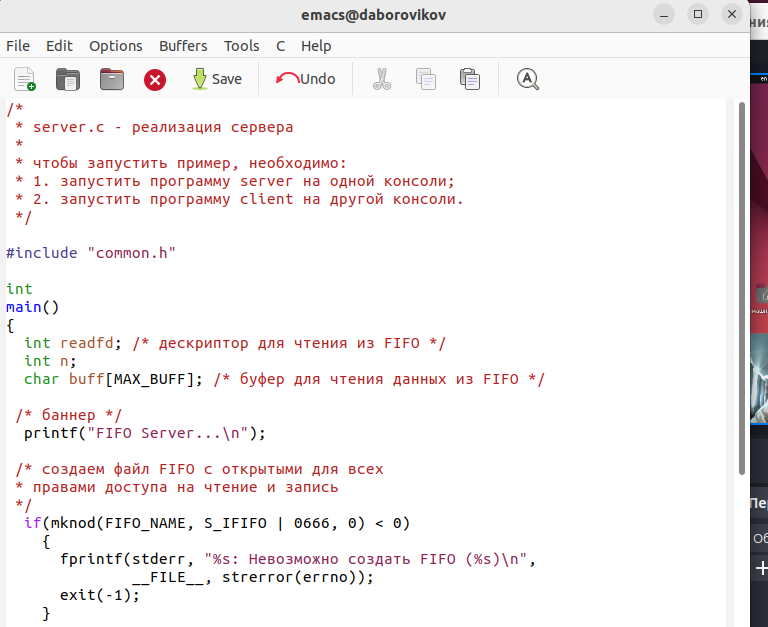 emacs@daborovikov
File Edit Options Buffers Tools C Help
Save Undo
/*
 * server.c - реализация сервера
 *
 * чтобы запустить пример, необходимо:
 * 1. запустить программу server на одной консоли;
 * 2. запустить программу client на другой консоли.
 */
#include "common.h"
int
main()
{
  int readfd; /* дескриптор для чтения из FIFO */
  int n;
  char buff[MAX_BUFF]; /* буфер для чтения данных из FIFO */
 /* баннер */
  printf("FIFO Server...\n");
 /* создаем файл FIFO с открытыми для всех
 * правами доступа на чтение и запись
 */
  if(mknod(FIFO_NAME, S_IFIFO | 0666, 0) < 0)
    {
      fprintf(stderr, "%s: Невозможно создать FIFO (%s)\n",
              __FILE__, strerror(errno));
      exit(-1);
    }